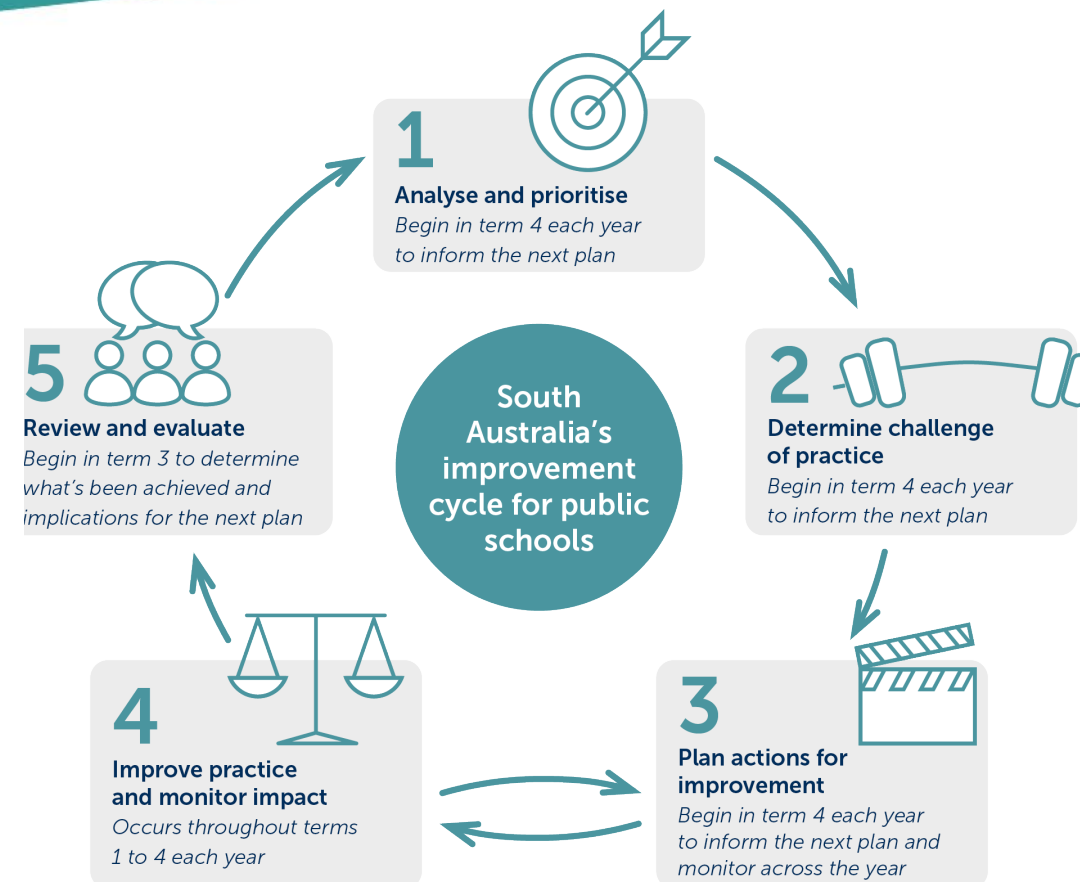 1
Analyse and prioritise
Begin in term 4 each year
to inform the next plan
2
Determine challenge
of practice
Begin in term 4 each year
to inform the next plan
3
Plan actions for
improvement
Begin in term 4 each year
to inform the next plan and
monitor across the year
4
Improve practice
and monitor impact
Occurs throughout terms
1 to 4 each year
5
Review and evaluate
Begin in term 3 to determine
what's been achieved and
implications for the next plan
South
Australia's
improvement
cycle for public
schools